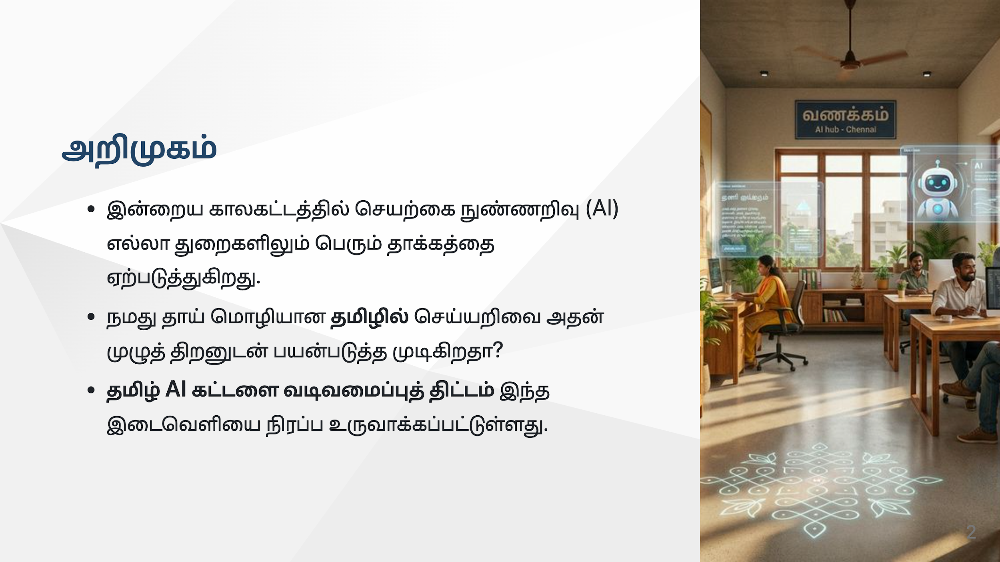 அறிமுகம்
இன்றைய காலகட்டத்தில் செயற்கை நுண்ணறிவு (AI)
எல்லா துறைகளிலும் பெரும் தாக்கத்தை
ஏற்படுத்துகிறது.
நமது தாய் மொழியான தமிழில் செய்யறிவை அதன்
முழுத் திறனுடன் பயன்படுத்த முடிகிறதா?
தமிழ் AI கட்டளை வடிவமைப்புத் திட்டம் இந்த
இடைவெளியை நிரப்ப உருவாக்கப்பட்டுள்ளது.
வணக்கம்
AI hub - Chennai
AI
2